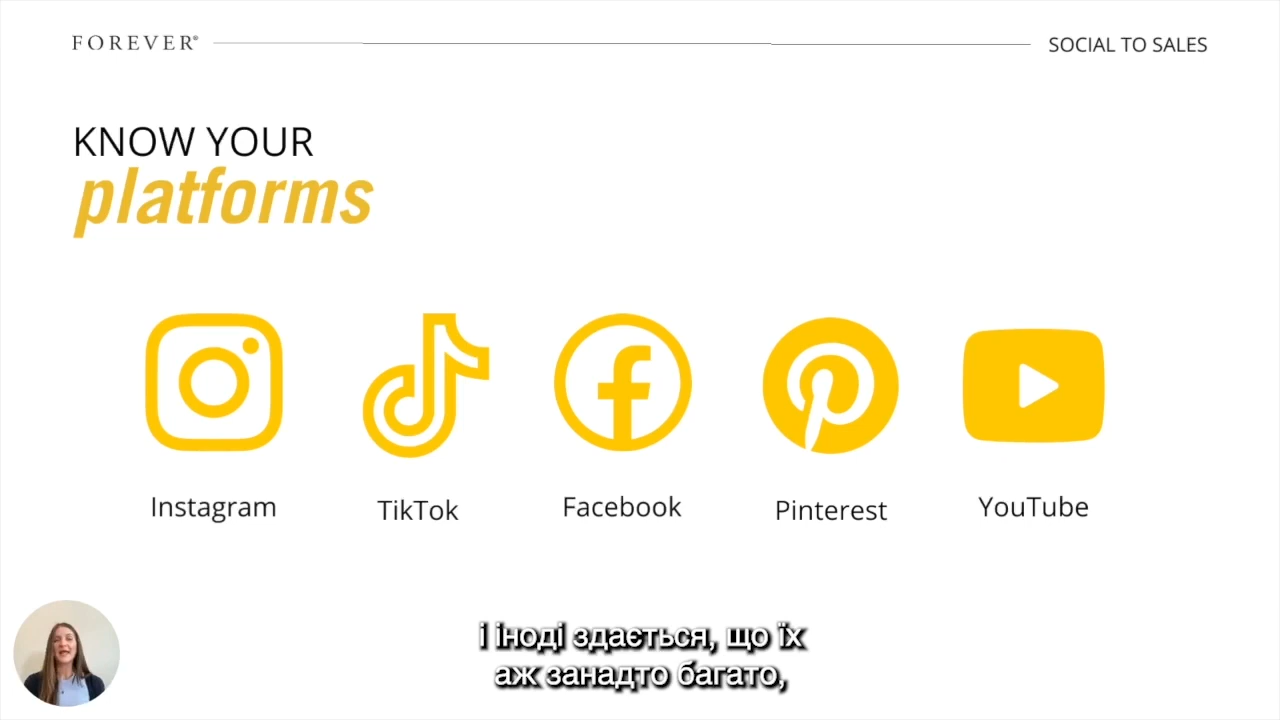 FOREVER®
SOCIAL TO SALES
KNOW YOUR
platforms
Instagram
TikTok
Facebook
Pinterest
YouTube
і іноді здається, що їх
аж занадто багато,